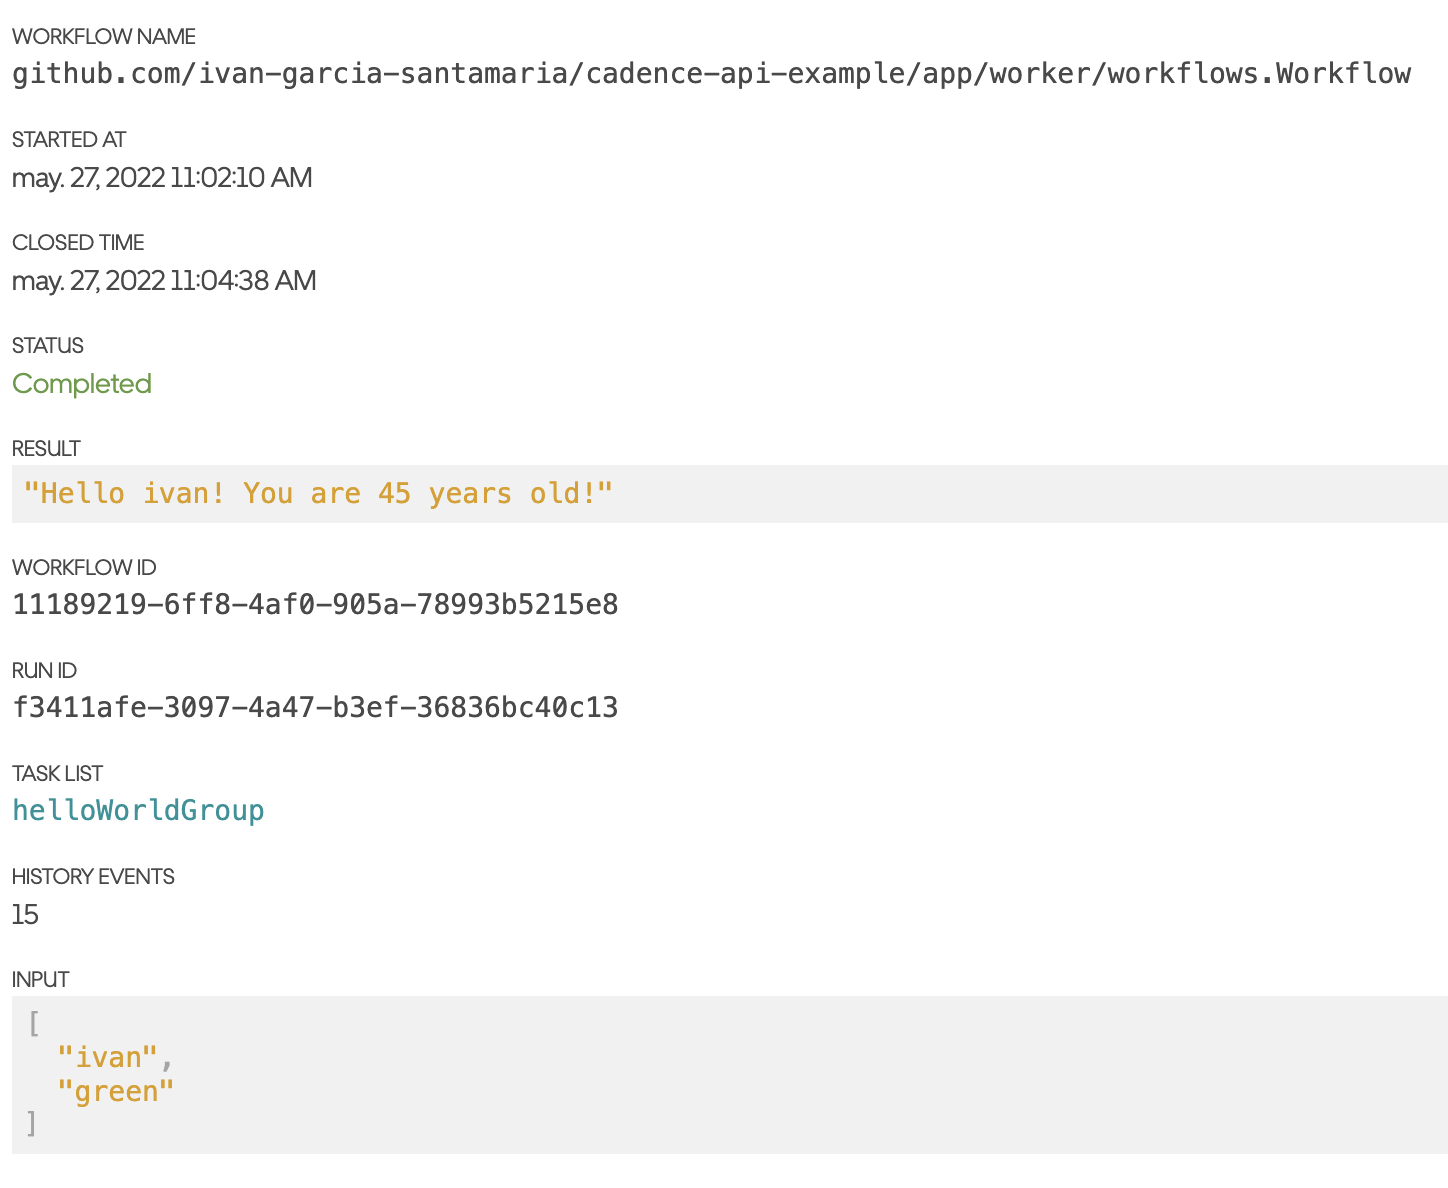 WORKFLOW NAME
github.com/ivan-garcia-santamaria/cadence-api-example/app/worker/workflows.Workflow
STARTED AT
may. 27, 2022 11:02:10 AM
CLOSED TIME
may. 27, 2022 11:04:38 AM
STATUS
Completed
RESULT
"Hello ivan! You are 45 years old!"
WORKFLOW ID
11189219-6ff8-4af0-905a-78993b5215e8
RUN ID
f3411afe-3097-4a47-b3ef-36836bc40c13
TASK LIST
helloWorldGroup
HISTORY EVENTS
15
INPUT
[
"ivan",
"green"
]